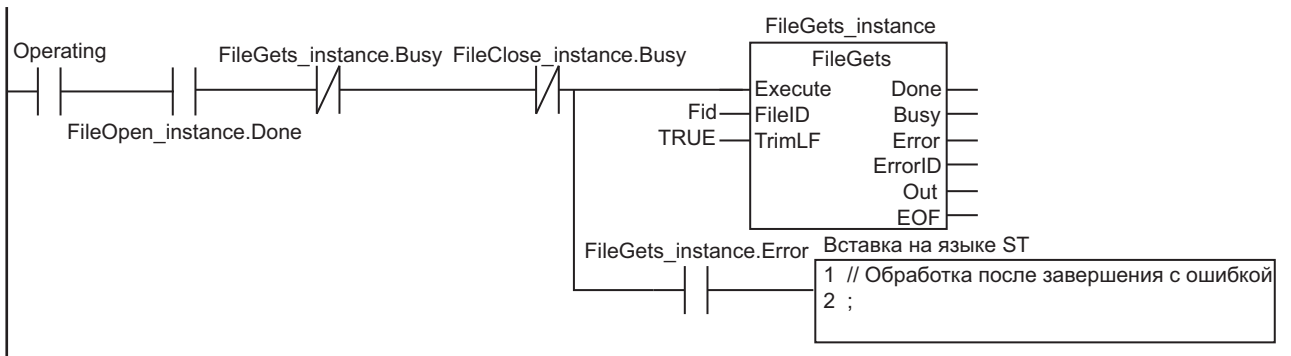 FileGets_instance
Operating
FileGets_instance.Busy
FileClose_instance.Busy
FileGets
Execute
Done
FileOpen_instance.Done
Fid
FileID
Busy
TRUE
TrimLF
Error
ErrorID
Out
EOF
FileGets_instance.Error
Вставка на языке ST
1 // Обработка после завершения с ошибкой
2 ;